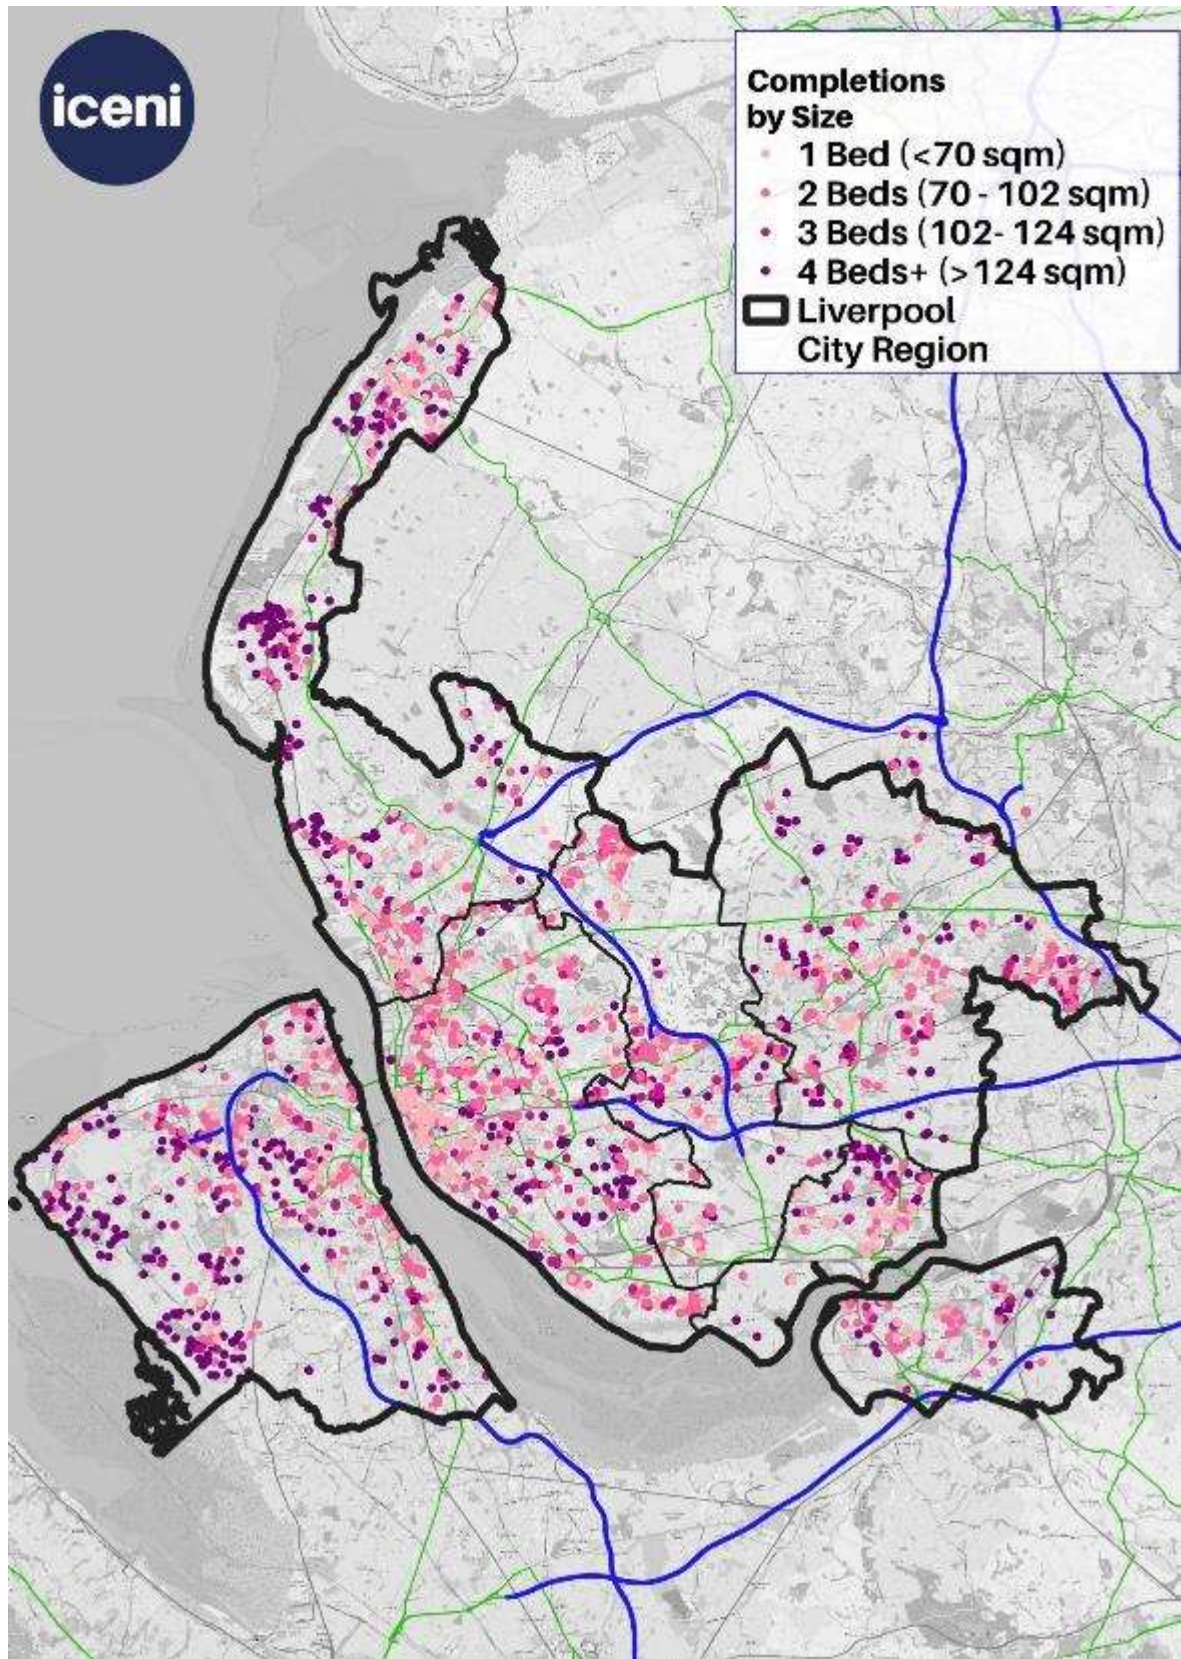 iceni
Completions
by Size
1 Bed (<70 sqm)
2 Beds (70 - 102 sqm)
3 Beds (102- 124 sqm)
4 Beds+ (>124 sqm)
Liverpool
City Region